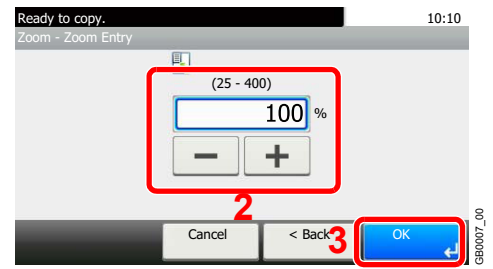 Ready to copy. 10:10
Zoom - Zoom Entry
(25 - 400)
100 %
2
Cancel < Back 3 OK
GB0007_00